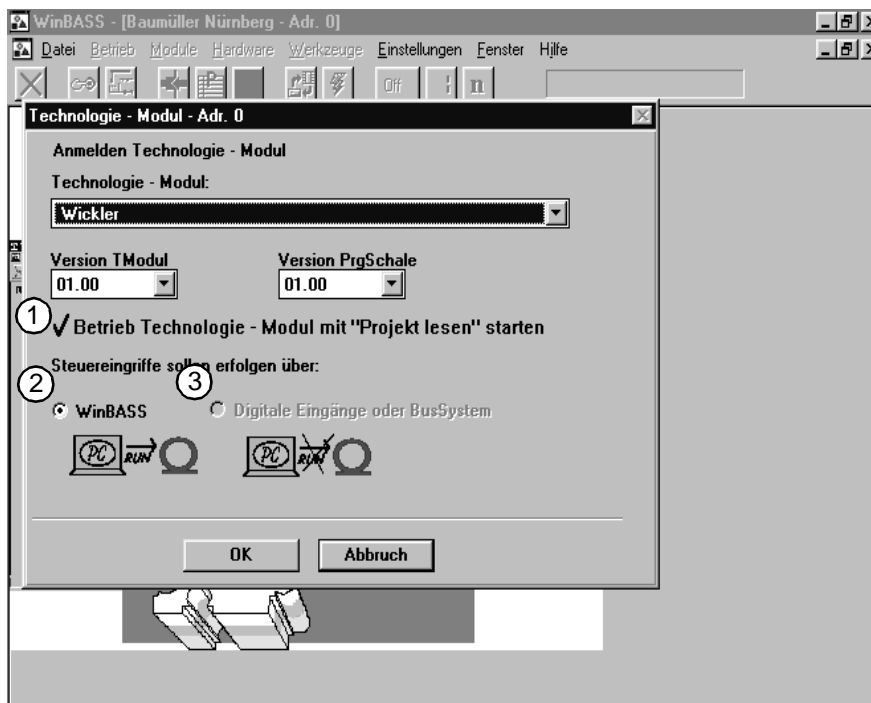 WinBASS - [Baumüller Nürnberg - Adr. 0]
Datei Betrieb Module Hardware Werkzeuge Einstellungen Fenster Hilfe
Off n
Technologie - Modul - Adr. 0
Anmelden Technologie - Modul
Technologie - Modul:
Wickler
Version TModul Version PrgSchale
01.00 01.00
1 Betrieb Technologie - Modul mit "Projekt lesen" starten
Steuereingriffe sollen erfolgen über:
2 3
WinBASS Digitale Eingänge oder BusSystem
PC RUN PC RUN
OK Abbruch